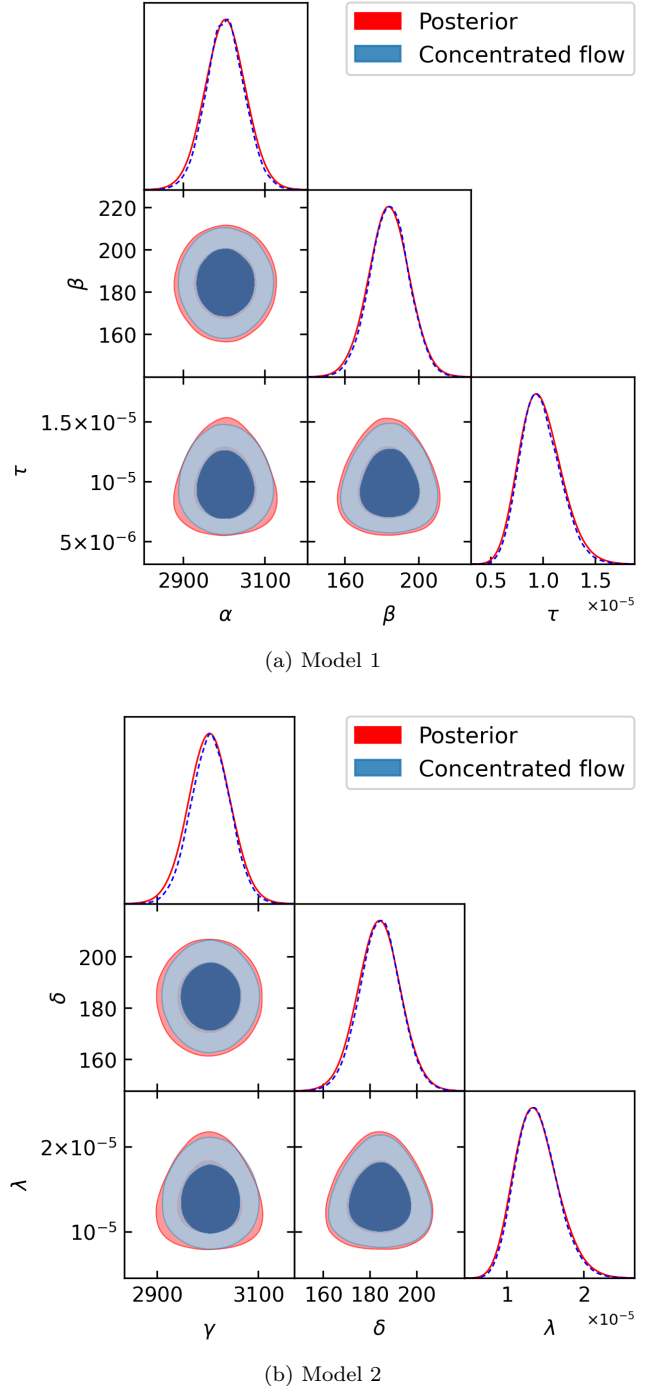 Posterior
Concentrated flow
220
200
180
160
β
1.5×10⁻⁵
10⁻⁵
5×10⁻⁶
τ
2900 3100 160 200 0.5 1.0 1.5
×10⁻⁵
α β τ
(a) Model 1
Posterior
Concentrated flow
200
180
160
δ
2×10⁻⁵
10⁻⁵
λ
2900 3100 160 180 200 1 2
×10⁻⁵
γ δ λ
(b) Model 2